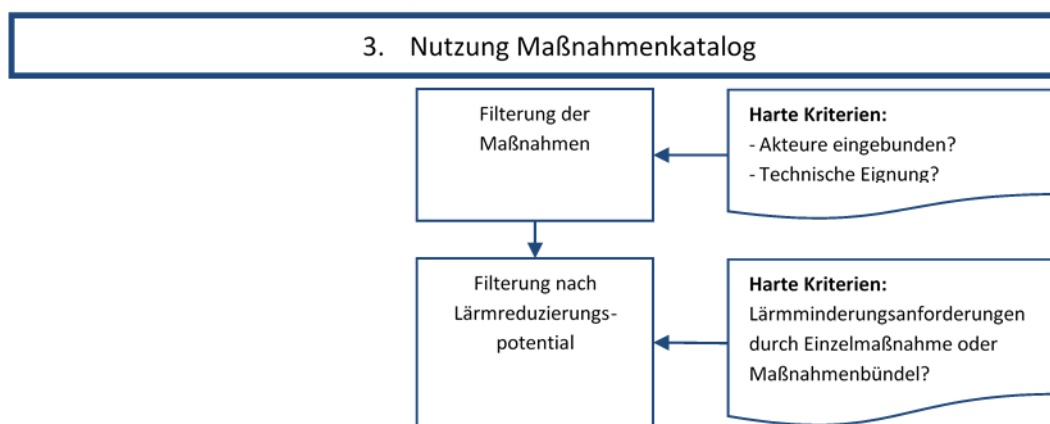 3. Nutzung Maßnahmenkatalog
Filterung der
Maßnahmen
Harte Kriterien:
- Akteure eingebunden?
- Technische Eignung?
Filterung nach
Lärmreduzierungs-
potential
Harte Kriterien:
Lärmminderungsanforderungen
durch Einzelmaßnahme oder
Maßnahmenbündel?